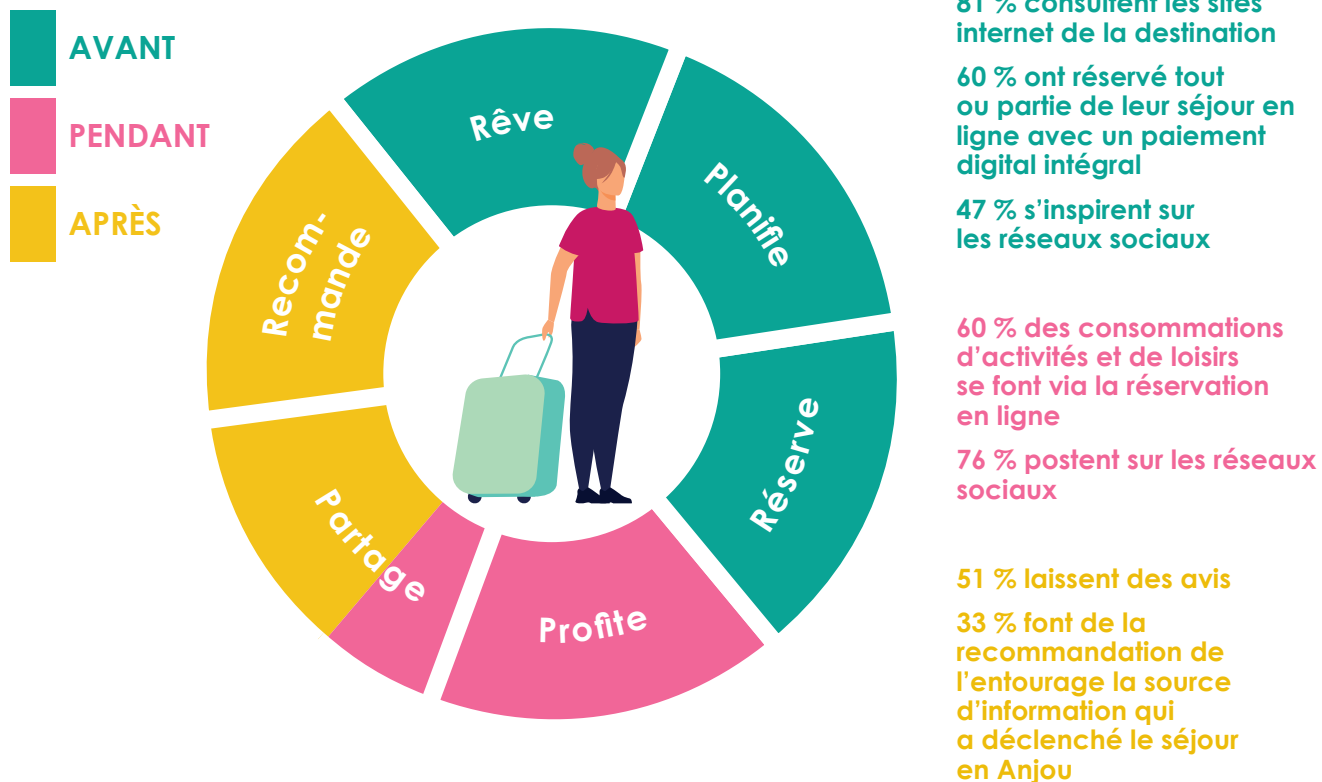 AVANT
PENDANT
APRÈS
Rêve
Planifie
Réserve
Profite
Partage
Recom-
mande
81 % consultent les sites
internet de la destination
60 % ont réservé tout
ou partie de leur séjour en
ligne avec un paiement
digital intégral
47 % s’inspirent sur
les réseaux sociaux
60 % des consommations
d’activités et de loisirs
se font via la réservation
en ligne
76 % postent sur les réseaux
sociaux
51 % laissent des avis
33 % font de la
recommandation de
l’entourage la source
d’information qui
a déclenché le séjour
en Anjou